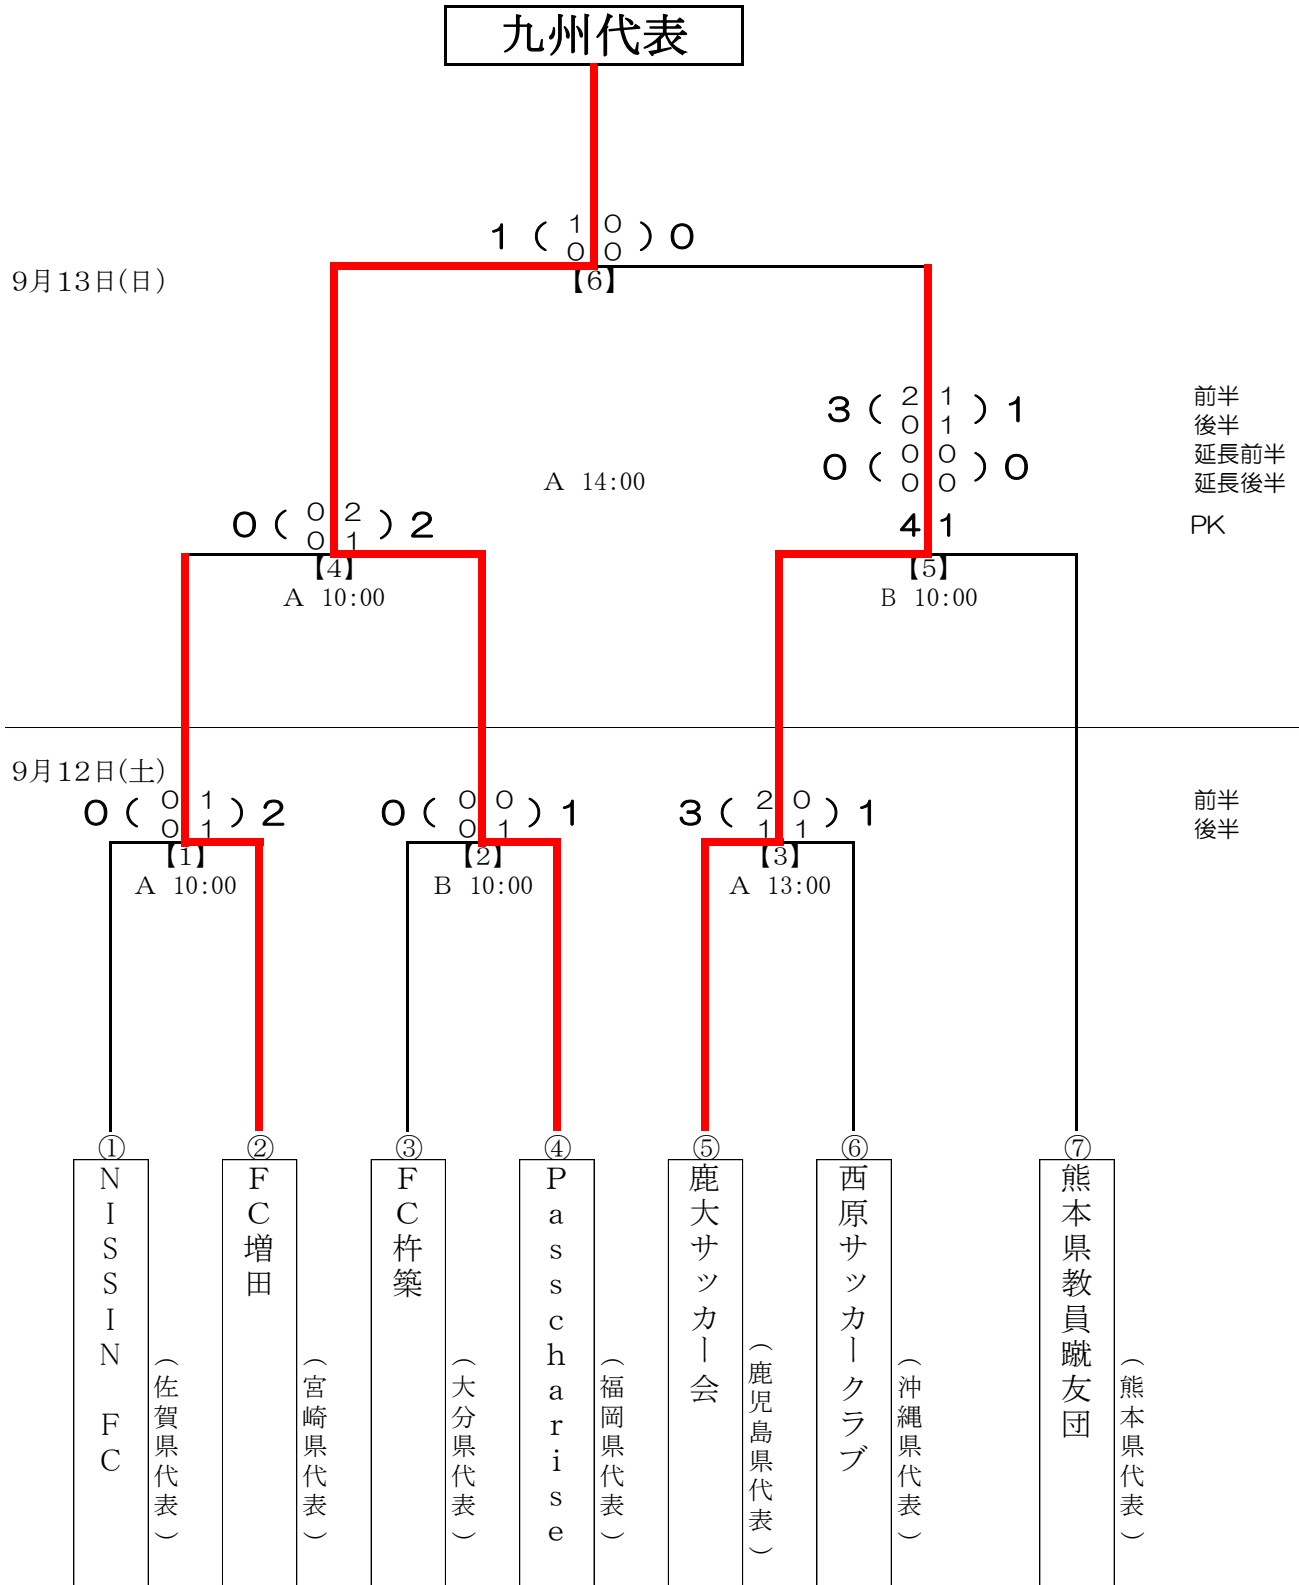 九州代表
1 ( 1 0 ) 0
0 0
【6】
9月13日(日)
3 ( 2 1 ) 1
0 1
0 ( 0 0 ) 0
0 0
4 1
前半
後半
延長前半
延長後半
PK
A 14:00
0 ( 0 2 ) 2
0 1
【4】
A 10:00
【5】
B 10:00
9月12日(土)
0 ( 0 1 ) 2
0 1
【1】
A 10:00
0 ( 0 0 ) 1
0 1
【2】
B 10:00
3 ( 2 0 ) 1
1 1
【3】
A 13:00
前半
後半
①
NISSIN FC
(佐賀県代表)
②
FC増田
(宮崎県代表)
③
FC杵築
(大分県代表)
④
Passcharise
(福岡県代表)
⑤
鹿大サッカー会
(鹿児島県代表)
⑥
西原サッカークラブ
(沖縄県代表)
⑦
熊本県教員蹴友団
(熊本県代表)